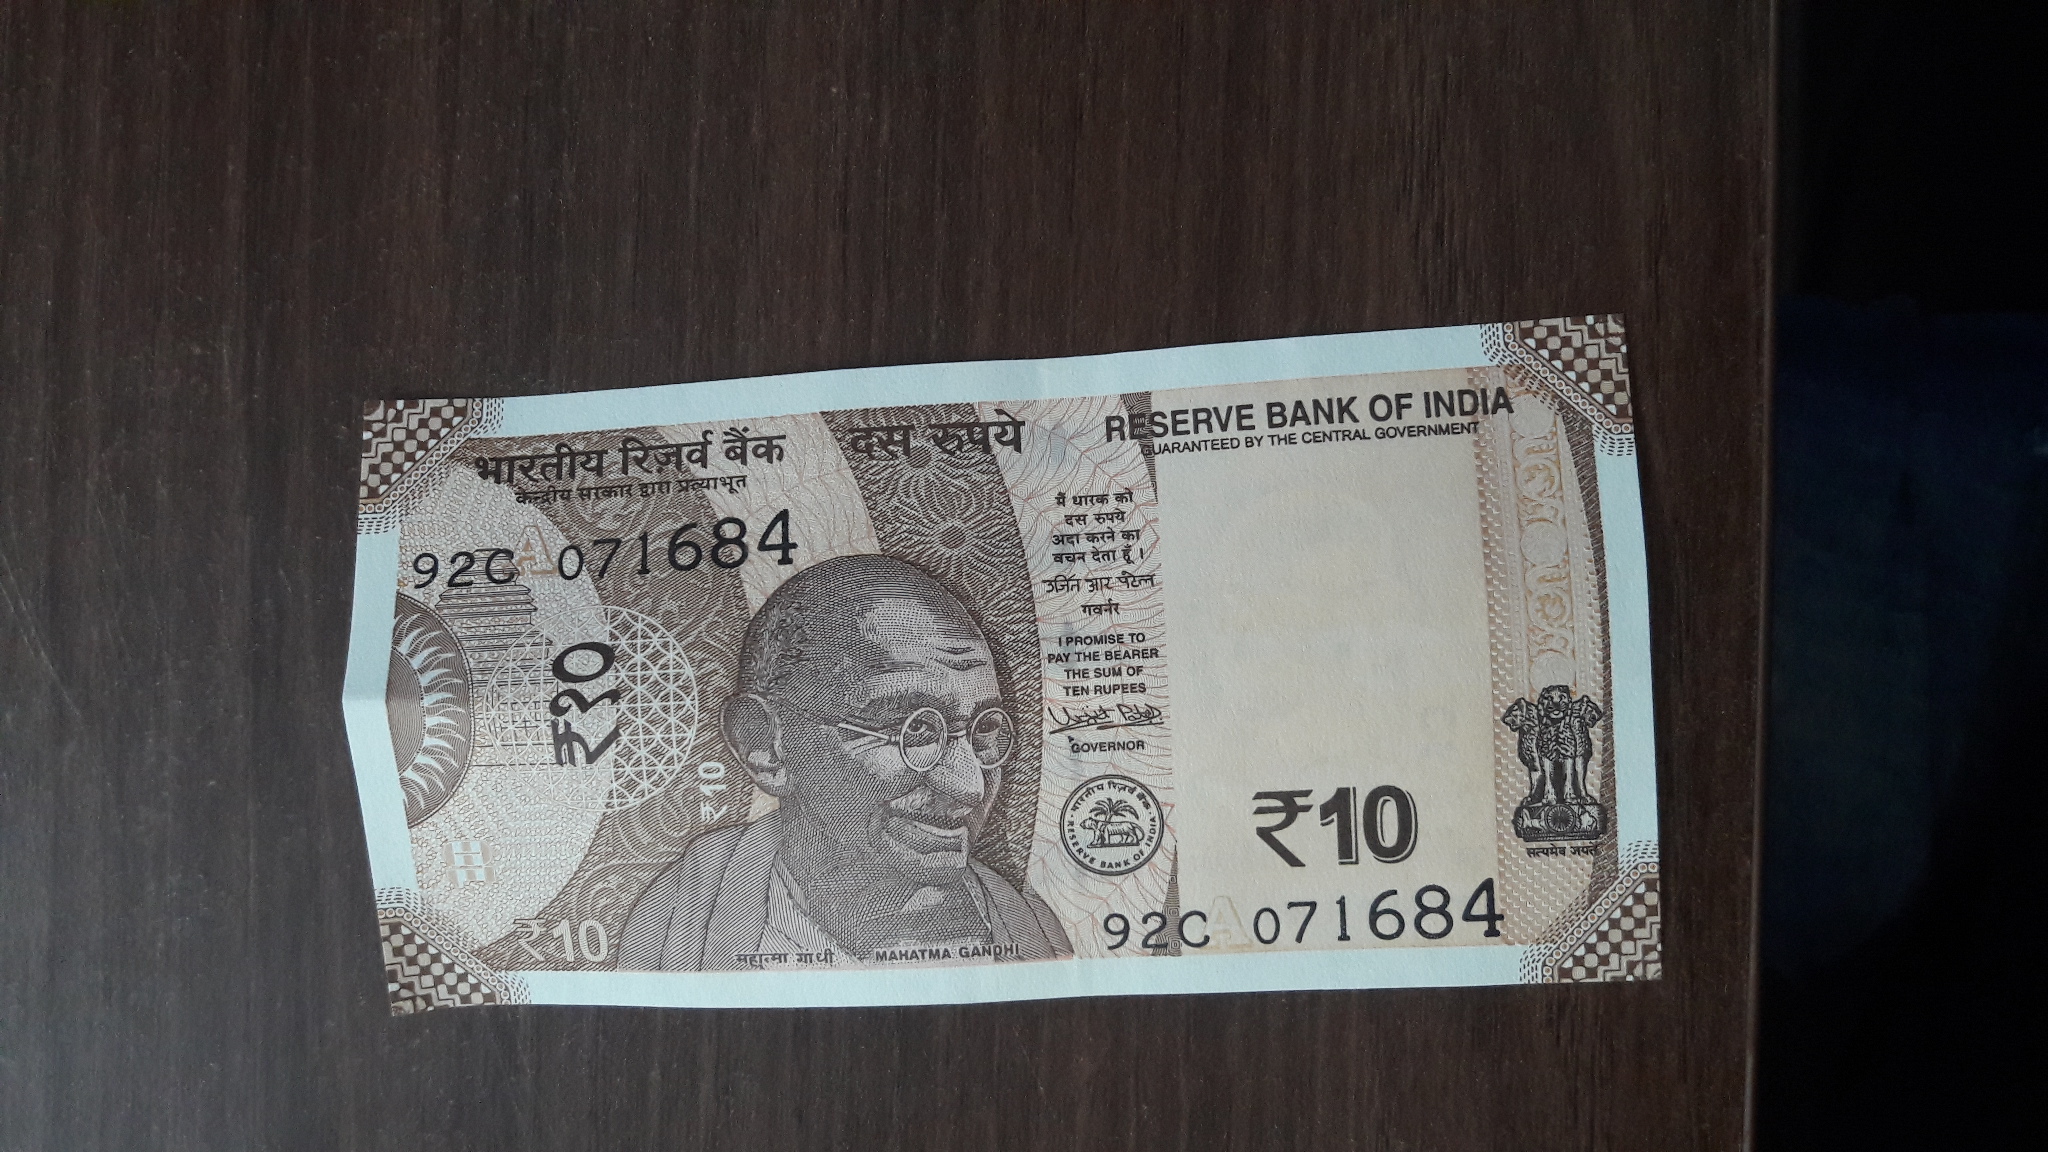 भारतीय रिज़र्व बैंक
केन्द्रीय सरकार द्वारा प्रत्याभूत
दस रुपये
RESERVE BANK OF INDIA
GUARANTEED BY THE CENTRAL GOVERNMENT
92C A 071684
मैं धारक को
दस रुपये
अदा करने का
वचन देता हूँ।
उर्जित आर. पटेल
गवर्नर
I PROMISE TO
PAY THE BEARER
THE SUM OF
TEN RUPEES
GOVERNOR
₹१०
₹10
₹10
महात्मा गांधी MAHATMA GANDHI
भारतीय रिज़र्व बैंक
RESERVE BANK OF INDIA
₹10
सत्यमेव जयते
92C A 071684